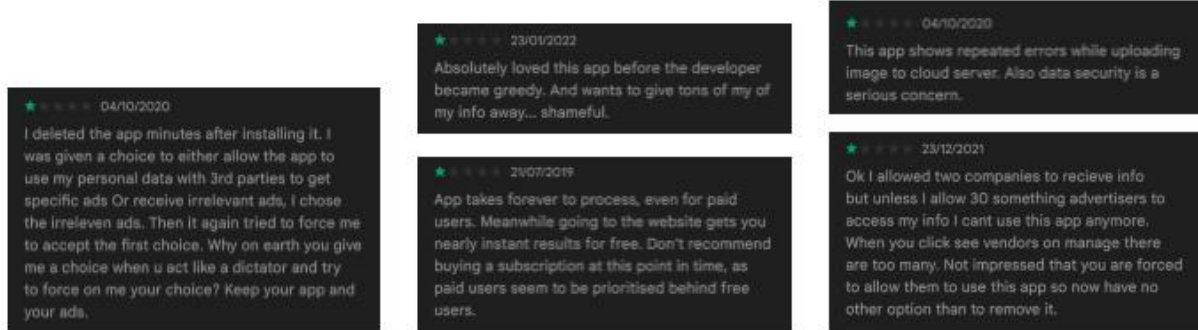 04/10/2020
I deleted the app minutes after installing it. I
was given a choice to either allow the app to
use my personal data with 3rd parties to get
specific ads Or receive irrelevant ads, I chose
the irreleven ads. Then it again tried to force me
to accept the first choice. Why on earth you give
me a choice when u act like a dictator and try
to force on me your choice? Keep your app and
your ads.
23/01/2022
Absolutely loved this app before the developer
became greedy. And wants to give tons of my of
my info away... shameful.
21/07/2019
App takes forever to process, even for paid
users. Meanwhile going to the website gets you
nearly instant results for free. Don't recommend
buying a subscription at this point in time, as
paid users seem to be prioritised behind free
users.
04/10/2020
This app shows repeated errors while uploading
image to cloud server. Also data security is a
serious concern.
23/12/2021
Ok I allowed two companies to recieve info
but unless I allow 30 something advertisers to
access my info I cant use this app anymore.
When you click see vendors on manage there
are too many. Not impressed that you are forced
to allow them to use this app so now have no
other option than to remove it.